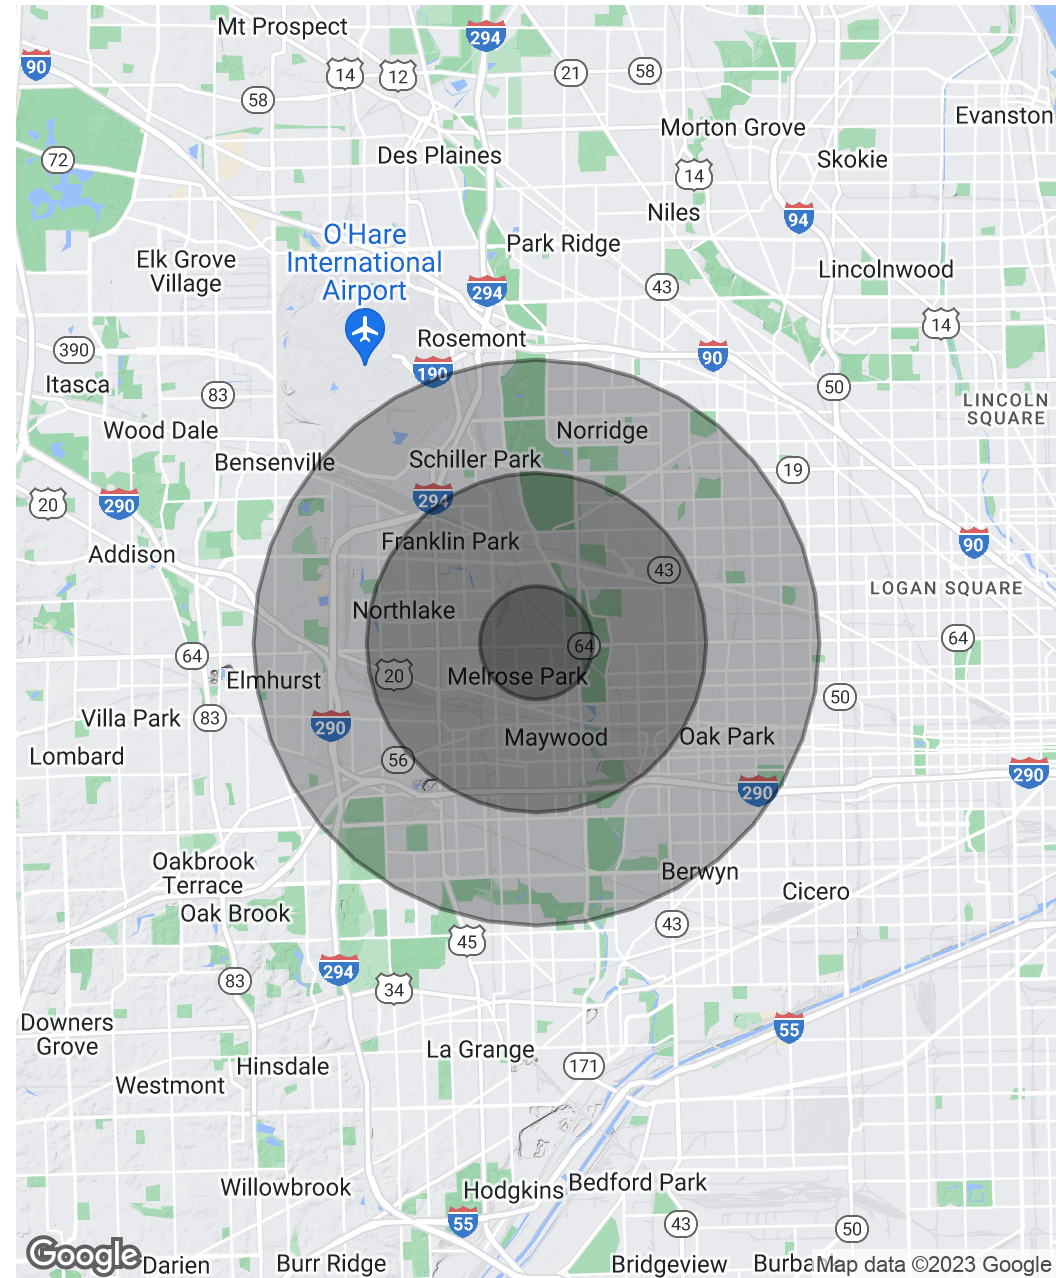 Mt Prospect
294
90
14
12
21
58
58
Evanston
Morton Grove
Des Plaines
Skokie
72
14
Niles
94
O'Hare
International
Airport
Park Ridge
Elk Grove
Village
Lincolnwood
294
43
14
Rosemont
390
90
190
Itasca
83
50
LINCOLN
SQUARE
Wood Dale
Norridge
Bensenville
Schiller Park
19
20
290
294
Franklin Park
90
Addison
43
LOGAN SQUARE
Northlake
64
64
64
Elmhurst
20
Melrose Park
50
Villa Park
83
290
Maywood
Oak Park
Lombard
56
290
290
Oakbrook
Terrace
Berwyn
Cicero
Oak Brook
43
45
294
83
34
Downers
Grove
55
La Grange
Hinsdale
171
Westmont
Willowbrook
Hodgkins
Bedford Park
55
43
50
Google
Darien
Burr Ridge
Bridgeview
Burba
Map data ©2023 Google